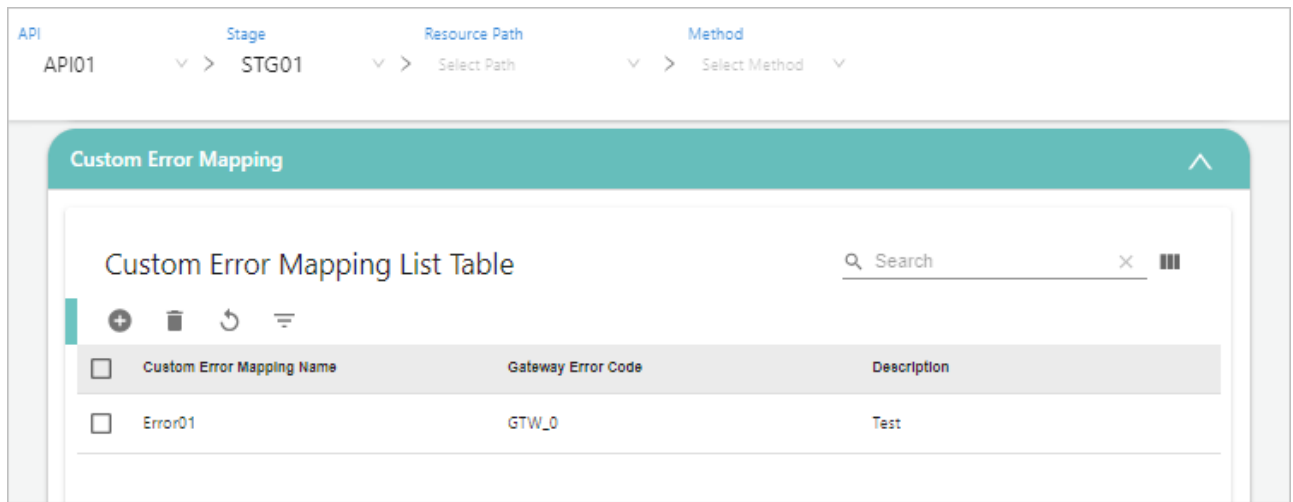 API Stage Resource Path Method
API01 > STG01 > Select Path > Select Method
Custom Error Mapping
Custom Error Mapping List Table
Search
Custom Error Mapping Name Gateway Error Code Description
Error01 GTW_0 Test